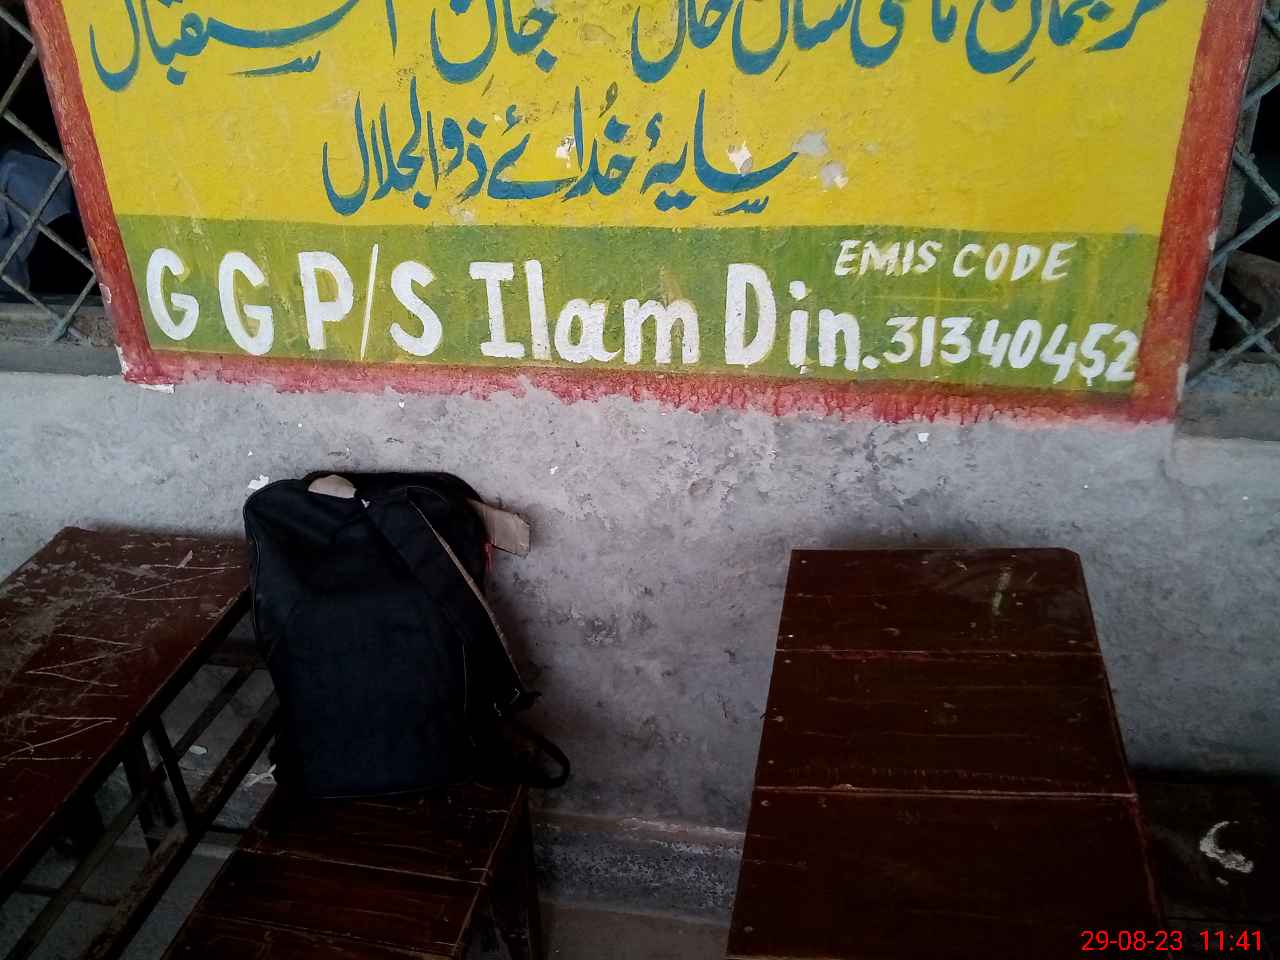 ترجمانِ ماضی شانِ حال جانِ استقبال
سایۂ خُدائے ذوالجلال
GGP/S Ilam Din.
EMIS CODE
31340452
29-08-23 11:41